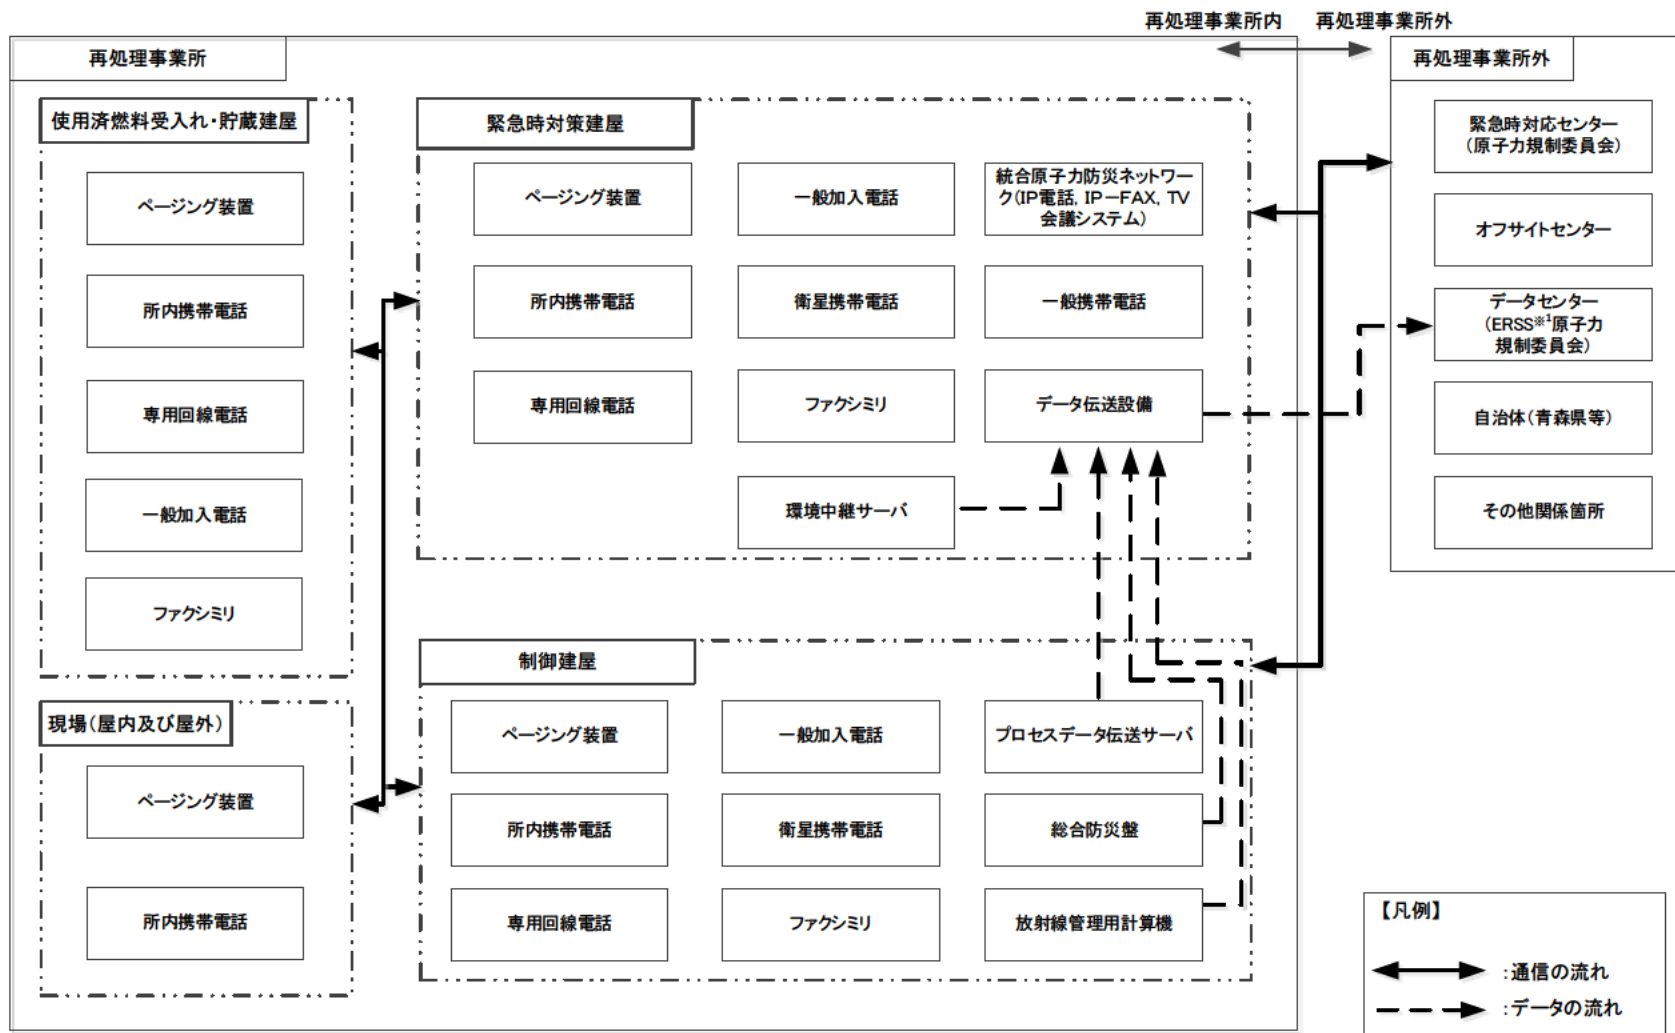 再処理事業所内
再処理事業所外
再処理事業所
使用済燃料受入れ・貯蔵建屋
ページング装置
所内携帯電話
専用回線電話
一般加入電話
ファクシミリ
現場(屋内及び屋外)
ページング装置
所内携帯電話
緊急時対策建屋
ページング装置
一般加入電話
統合原子力防災ネットワー
ク(IP電話, IP-FAX, TV
会議システム)
所内携帯電話
衛星携帯電話
一般携帯電話
専用回線電話
ファクシミリ
データ伝送設備
環境中継サーバ
制御建屋
ページング装置
一般加入電話
プロセスデータ伝送サーバ
所内携帯電話
衛星携帯電話
総合防災盤
専用回線電話
ファクシミリ
放射線管理用計算機
再処理事業所外
緊急時対応センター
(原子力規制委員会)
オフサイトセンター
データセンター
(ERSS※1原子力
規制委員会)
自治体(青森県等)
その他関係箇所
【凡例】
:通信の流れ
:データの流れ